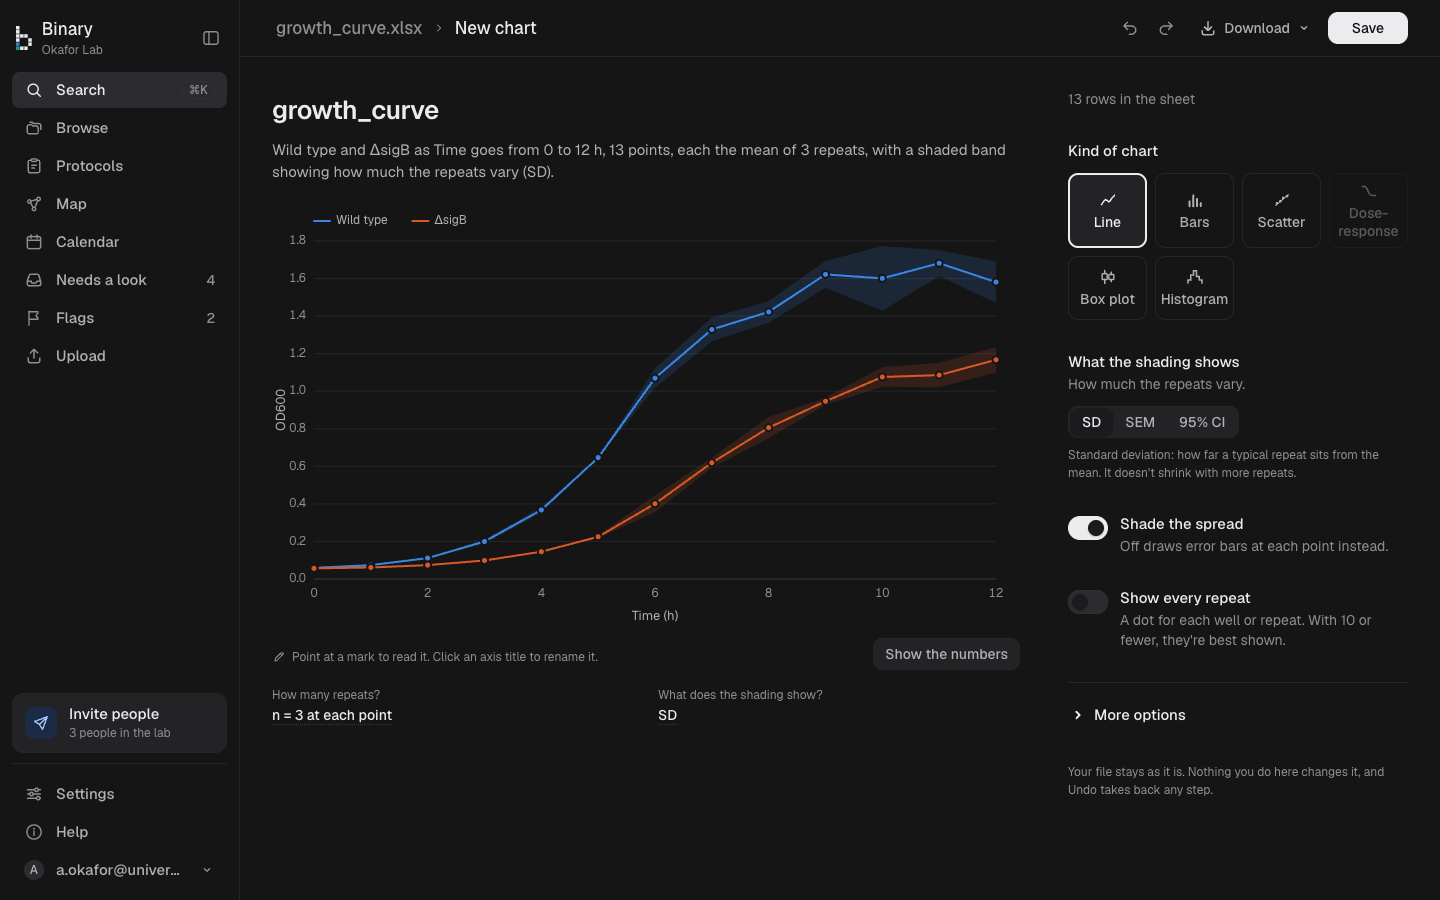 Binary
Okafor Lab
Search ⌘K
Browse
Protocols
Map
Calendar
Needs a look 4
Flags 2
Upload
Invite people
3 people in the lab
Settings
Help
A a.okafor@univer...
growth_curve.xlsx › New chart
Download
Save
growth_curve
Wild type and ΔsigB as Time goes from 0 to 12 h, 13 points, each the mean of 3 repeats, with a shaded band
showing how much the repeats vary (SD).
Wild type ΔsigB
1.8
1.6
1.4
1.2
1.0
0.8
0.6
0.4
0.2
0.0
OD600
0 2 4 6 8 10 12
Time (h)
Point at a mark to read it. Click an axis title to rename it.
Show the numbers
How many repeats?
n = 3 at each point
What does the shading show?
SD
13 rows in the sheet
Kind of chart
Line
Bars
Scatter
Dose-
response
Box plot
Histogram
What the shading shows
How much the repeats vary.
SD SEM 95% CI
Standard deviation: how far a typical repeat sits from the
mean. It doesn't shrink with more repeats.
Shade the spread
Off draws error bars at each point instead.
Show every repeat
A dot for each well or repeat. With 10 or
fewer, they're best shown.
More options
Your file stays as it is. Nothing you do here changes it, and
Undo takes back any step.